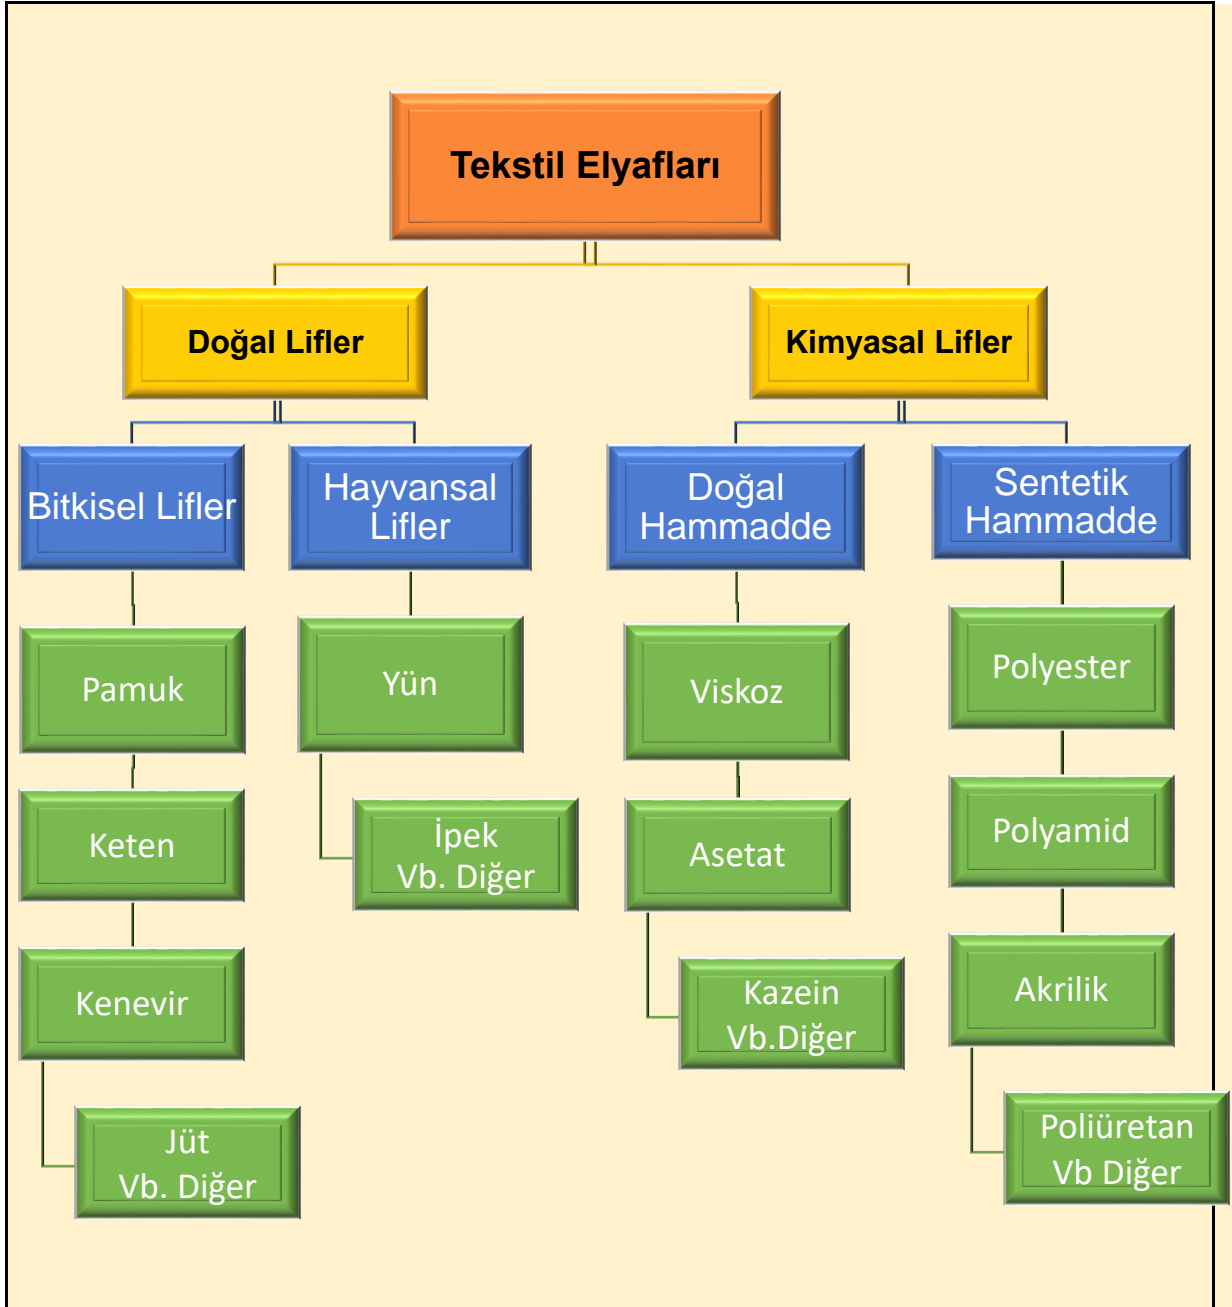 Tekstil Elyafları
Doğal Lifler
Kimyasal Lifler
Bitkisel Lifler
Hayvansal
Lifler
Doğal
Hammadde
Sentetik
Hammadde
Pamuk
Yün
Viskoz
Polyester
Keten
İpek
Vb. Diğer
Asetat
Polyamid
Kenevir
Kazein
Vb.Diğer
Akrilik
Jüt
Vb. Diğer
Poliüretan
Vb Diğer